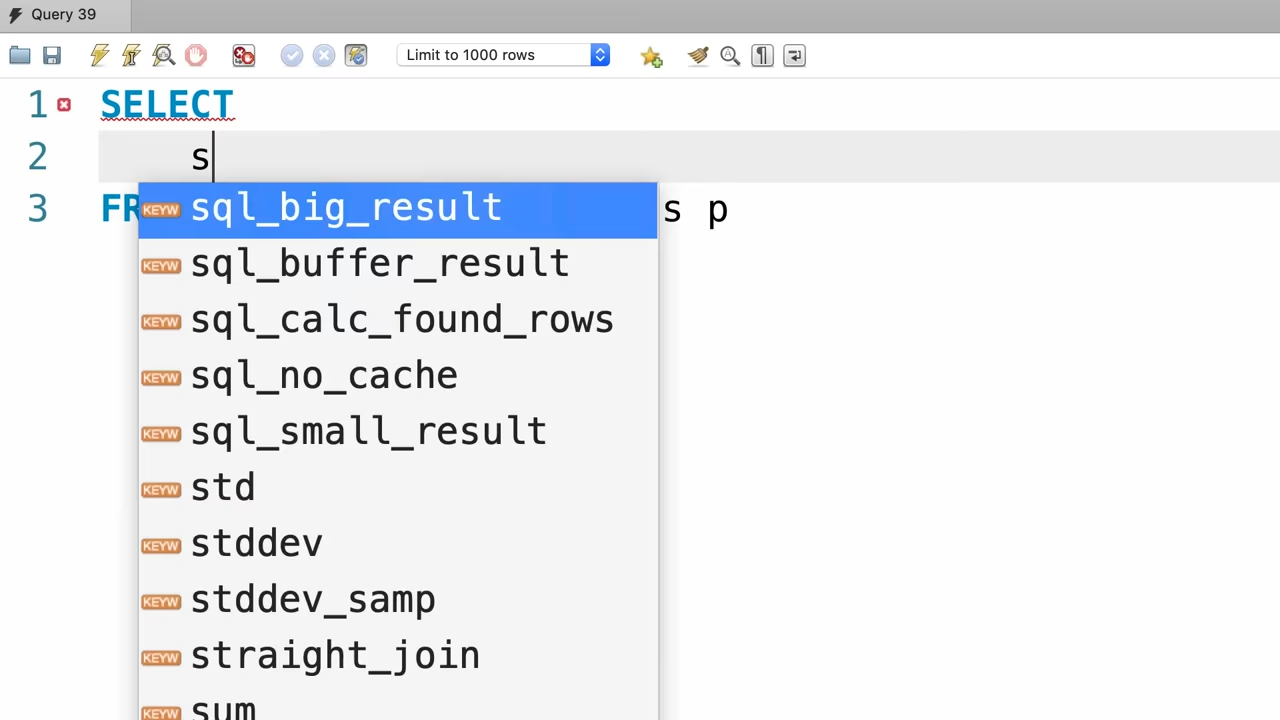 Query 39
Limit to 1000 rows
1 SELECT
2 s
3 FR s p
KEYW sql_big_result
KEYW sql_buffer_result
KEYW sql_calc_found_rows
KEYW sql_no_cache
KEYW sql_small_result
KEYW std
KEYW stddev
KEYW stddev_samp
KEYW straight_join
KEYW sum